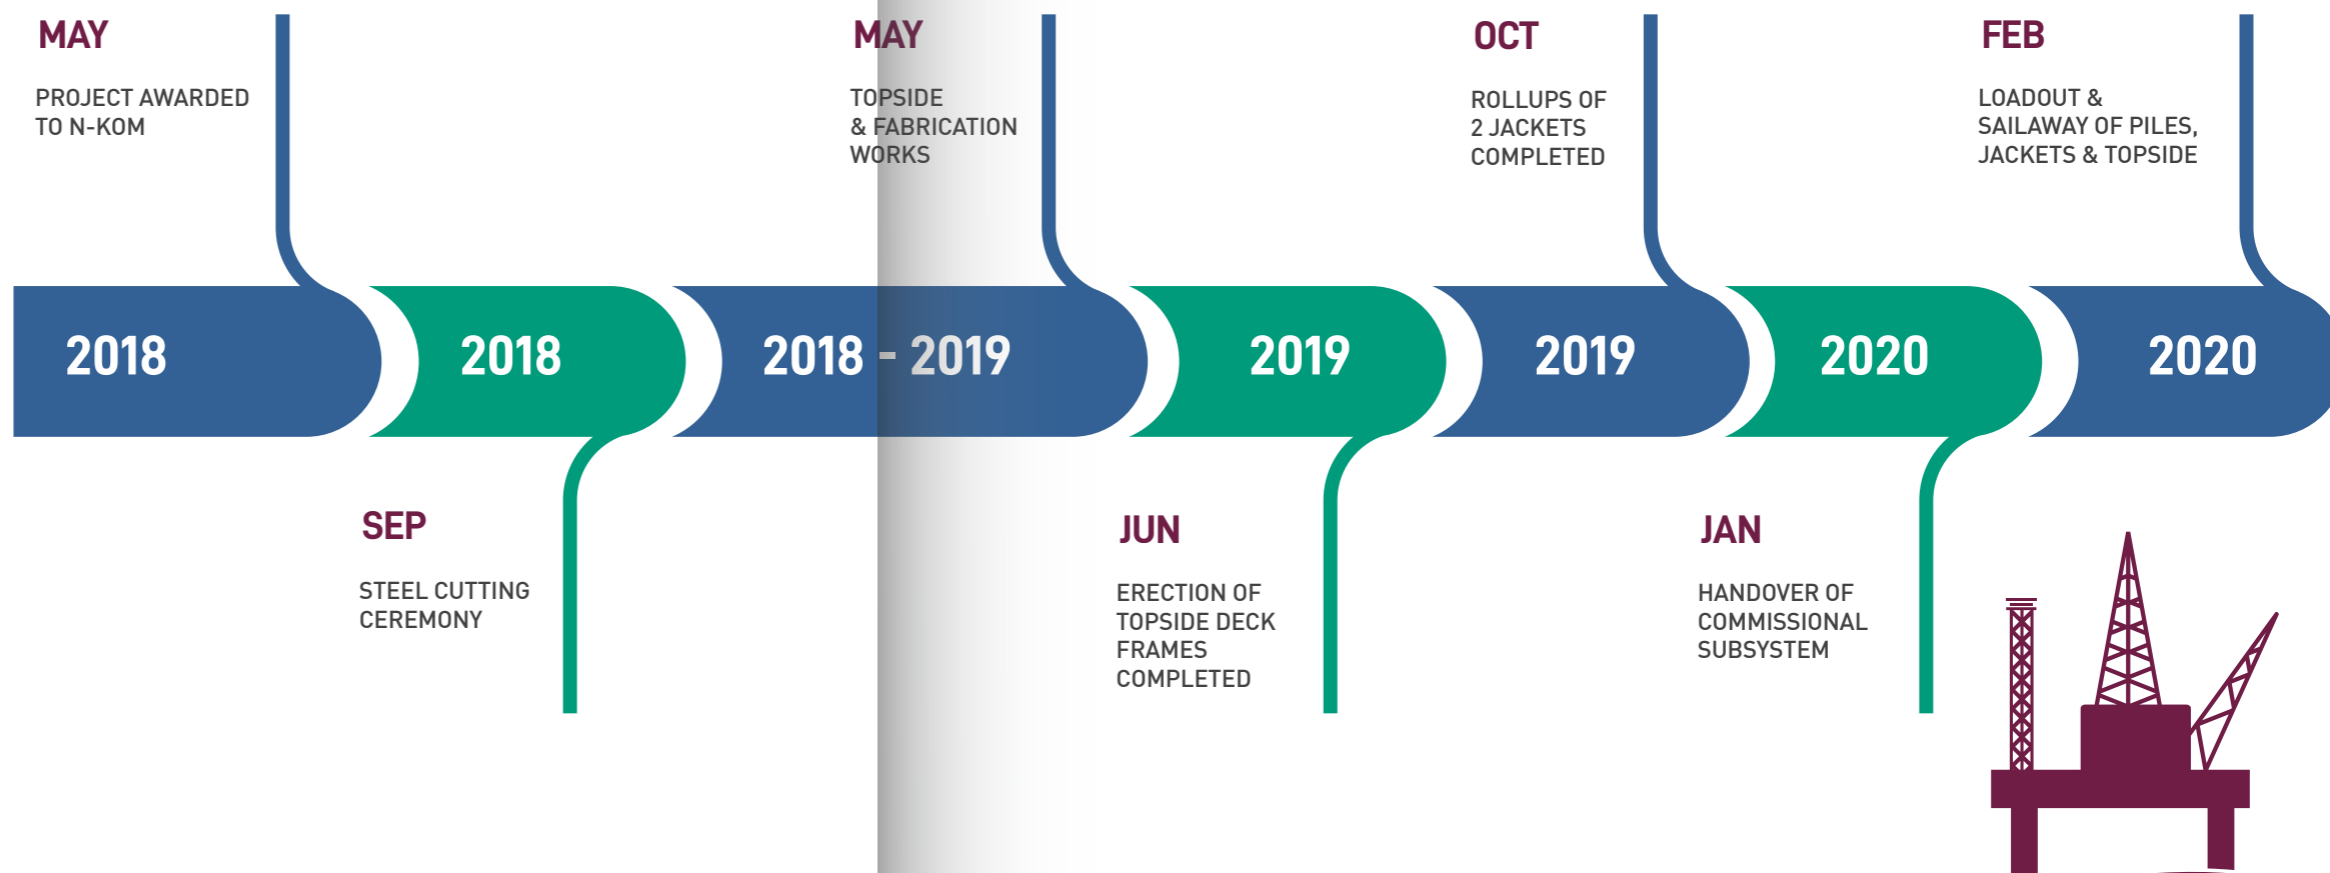 MAY
PROJECT AWARDED
TO N-KOM
MAY
TOPSIDE
& FABRICATION
WORKS
OCT
ROLLUPS OF
2 JACKETS
COMPLETED
FEB
LOADOUT &
SAILAWAY OF PILES,
JACKETS & TOPSIDE
2018
2018
2018 - 2019
2019
2019
2020
2020
SEP
STEEL CUTTING
CEREMONY
JUN
ERECTION OF
TOPSIDE DECK
FRAMES
COMPLETED
JAN
HANDOVER OF
COMMISSIONAL
SUBSYSTEM